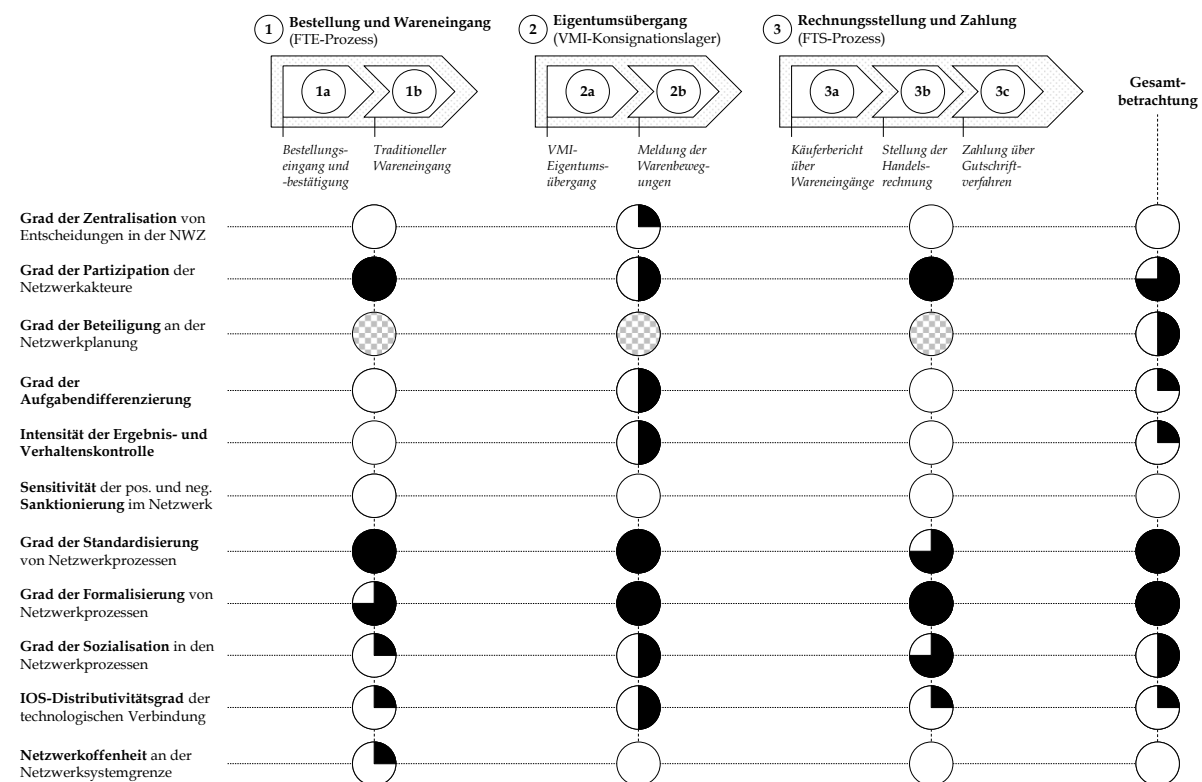 1 Bestellung und Wareneingang
(FTE-Prozess)
2 Eigentumsübergang
(VMI-Konsignationslager)
3 Rechnungsstellung und Zahlung
(FTS-Prozess)
1a 1b
2a 2b
3a 3b 3c
Gesamt-
betrachtung
Bestellungs-
eingang und
-bestätigung
Traditioneller
Wareneingang
VMI-
Eigentums-
übergang
Meldung der
Warenbeweg-
ungen
Käuferbericht
über
Wareneingänge
Stellung der
Handels-
rechnung
Zahlung über
Gutschrift-
verfahren
Grad der Zentralisation von
Entscheidungen in der NWZ
Grad der Partizipation der
Netzwerkakteure
Grad der Beteiligung an der
Netzwerkplanung
Grad der
Aufgabendifferenzierung
Intensität der Ergebnis- und
Verhaltenskontrolle
Sensitivität der pos. und neg.
Sanktionierung im Netzwerk
Grad der Standardisierung
von Netzwerkprozessen
Grad der Formalisierung von
Netzwerkprozessen
Grad der Sozialisation in den
Netzwerkprozessen
IOS-Distributivitätsgrad der
technologischen Verbindung
Netzwerkoffenheit an der
Netzwerksystemgrenze